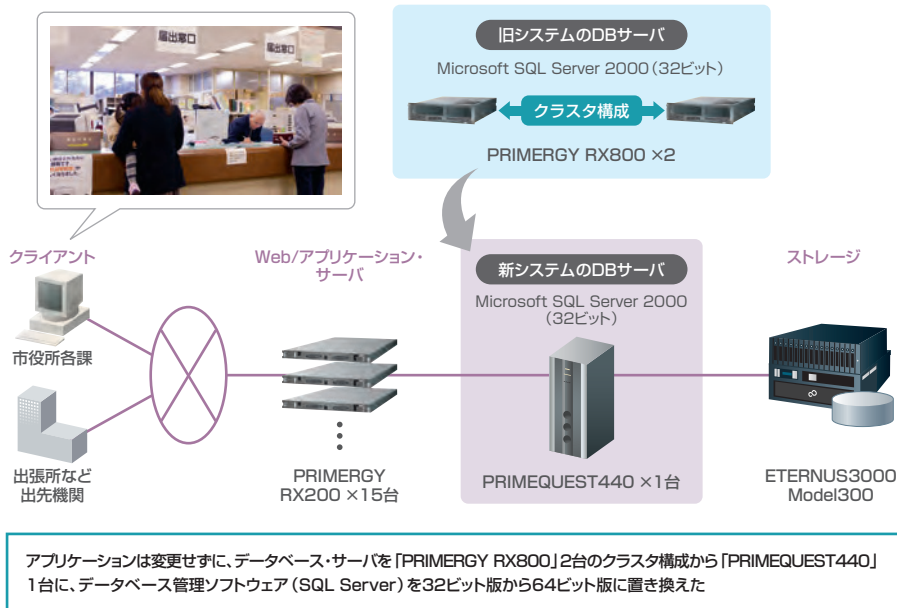 届出窓口
届出窓口
旧システムのDBサーバ
Microsoft SQL Server 2000(32ビット)
クラスタ構成
PRIMERGY RX800 ×2
クライアント
Web/アプリケーション・
サーバ
新システムのDBサーバ
Microsoft SQL Server 2000
(32ビット)
ストレージ
市役所各課
出張所など
出先機関
PRIMERGY
RX200 ×15台
PRIMEQUEST440 ×1台
ETERNUS3000
Model300
アプリケーションは変更せずに、データベース・サーバを「PRIMERGY RX800」2台のクラスタ構成から「PRIMEQUEST440」
1台に、データベース管理ソフトウェア(SQL Server)を32ビット版から64ビット版に置き換えた